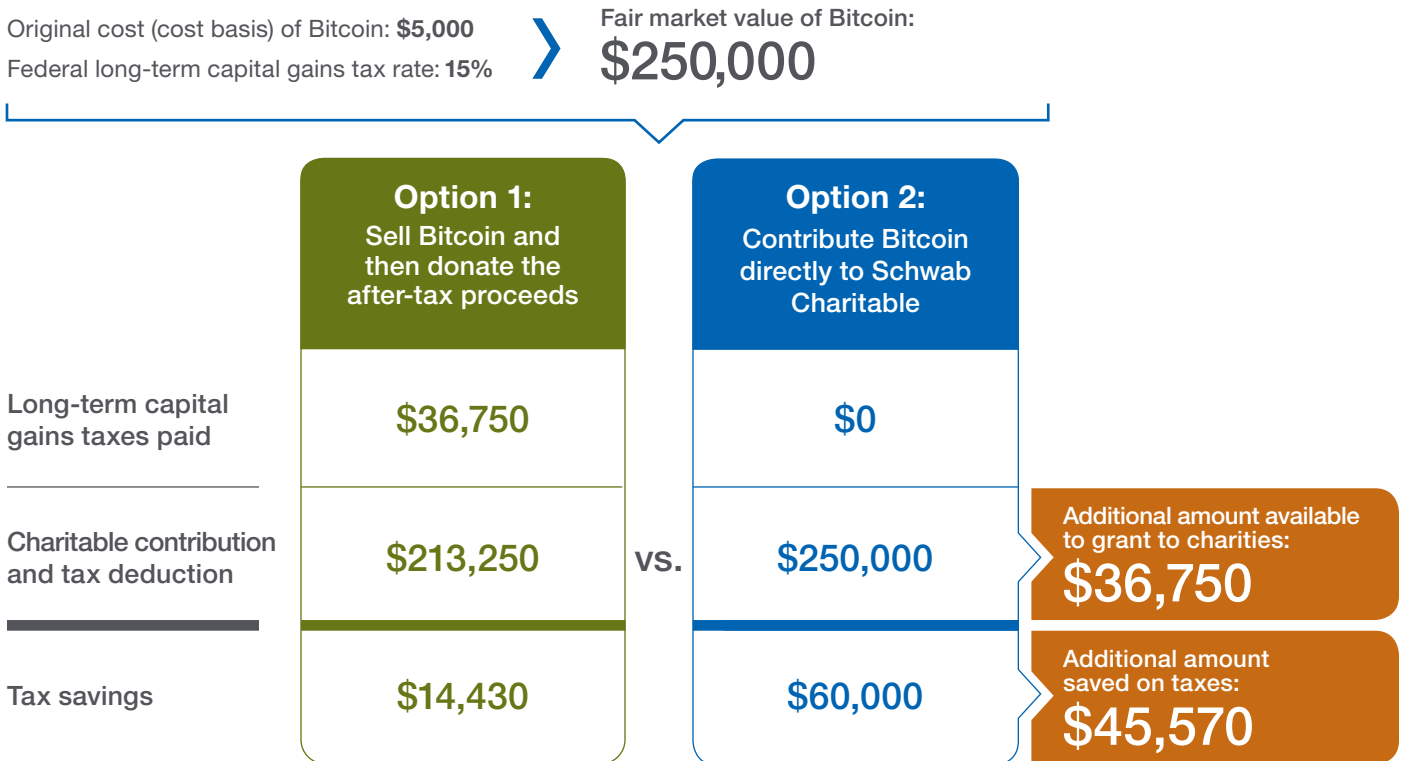 Original cost (cost basis) of Bitcoin: $5,000
Federal long-term capital gains tax rate: 15%
Fair market value of Bitcoin:
$250,000
Option 1:
Sell Bitcoin and
then donate the
after-tax proceeds
Option 2:
Contribute Bitcoin
directly to Schwab
Charitable
Long-term capital
gains taxes paid
$36,750
$0
Charitable contribution
and tax deduction
$213,250
vs.
$250,000
Additional amount available
to grant to charities:
$36,750
Tax savings
$14,430
$60,000
Additional amount
saved on taxes:
$45,570